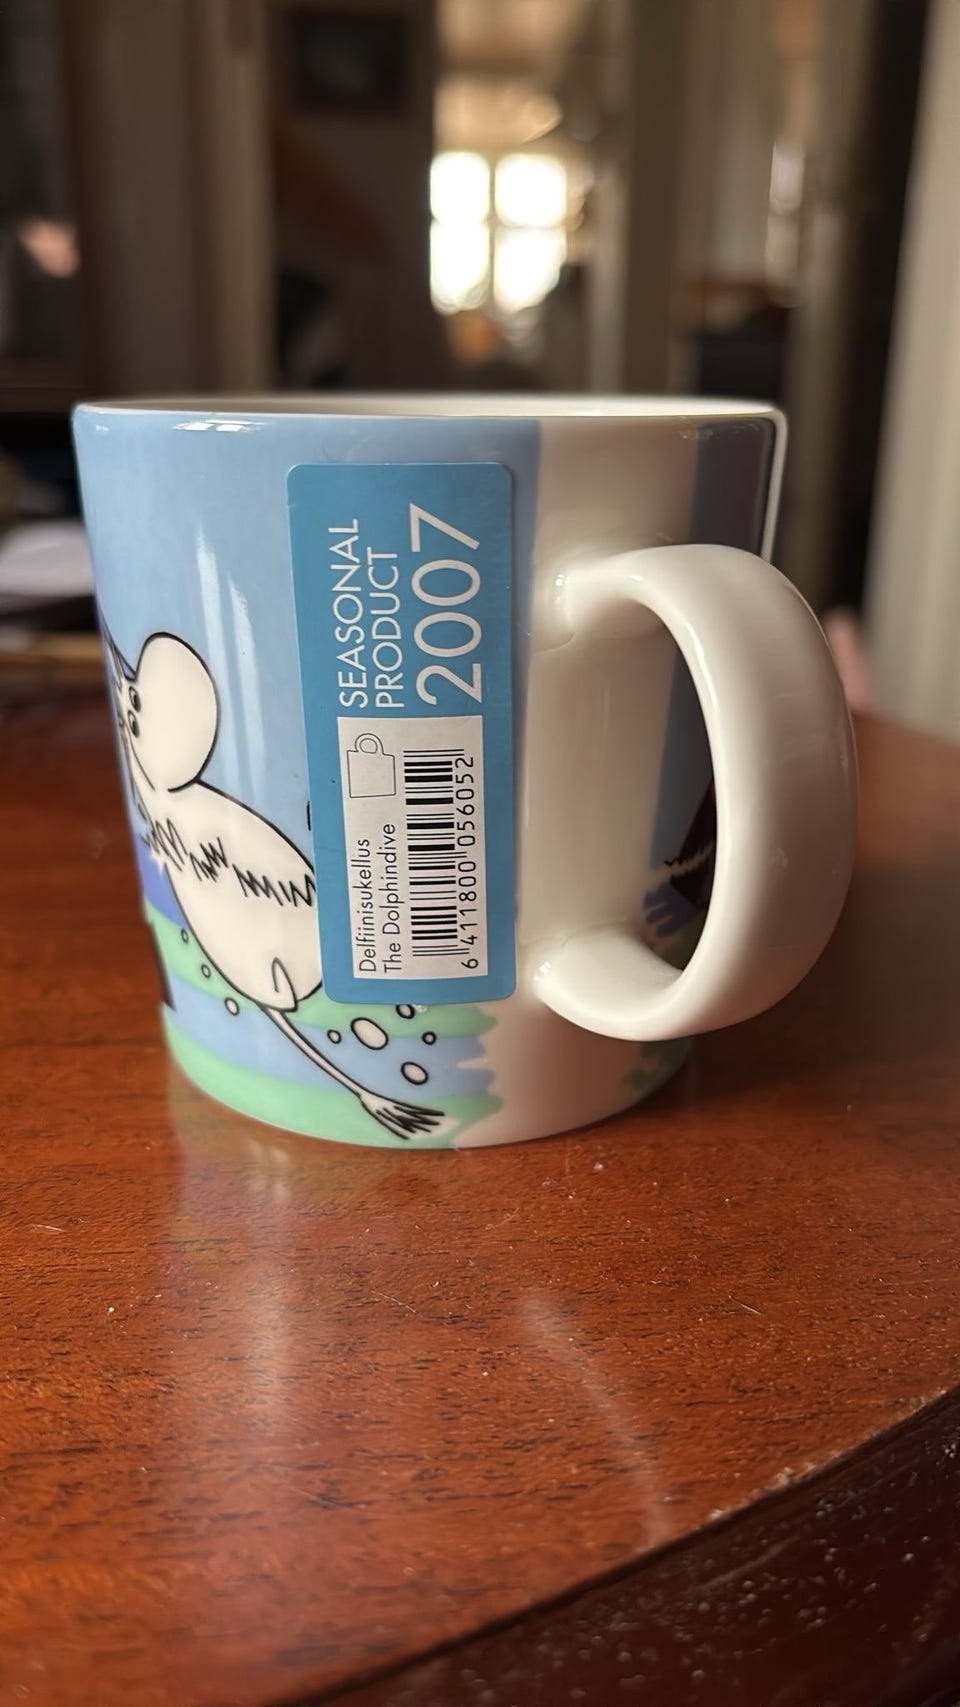 SEASONAL
PRODUCT
2007
Delfiinisukellus
The Dolphindive
6 411800 056052